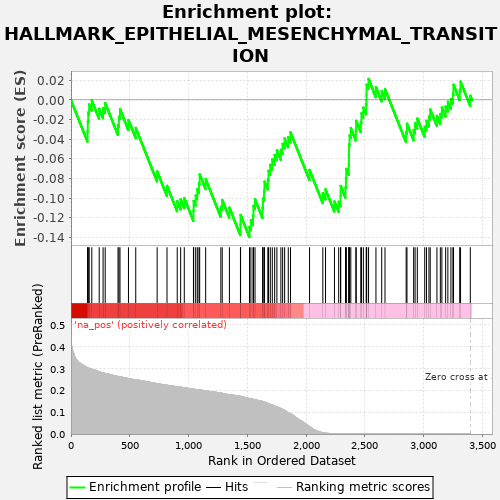 Enrichment plot:
HALLMARK_EPITHELIAL_MESENCHYMAL_TRANSIT
ION
Enrichment score (ES)
0.02
0.00
-0.02
-0.04
-0.06
-0.08
-0.10
-0.12
-0.14
'na_pos' (positively correlated)
Ranked list metric (PreRanked)
0.5
0.4
0.3
0.2
0.1
0.0
Zero cross at
0
500
1,000
1,500
2,000
2,500
3,000
3,500
Rank in Ordered Dataset
Enrichment profile
Hits
Ranking metric scores